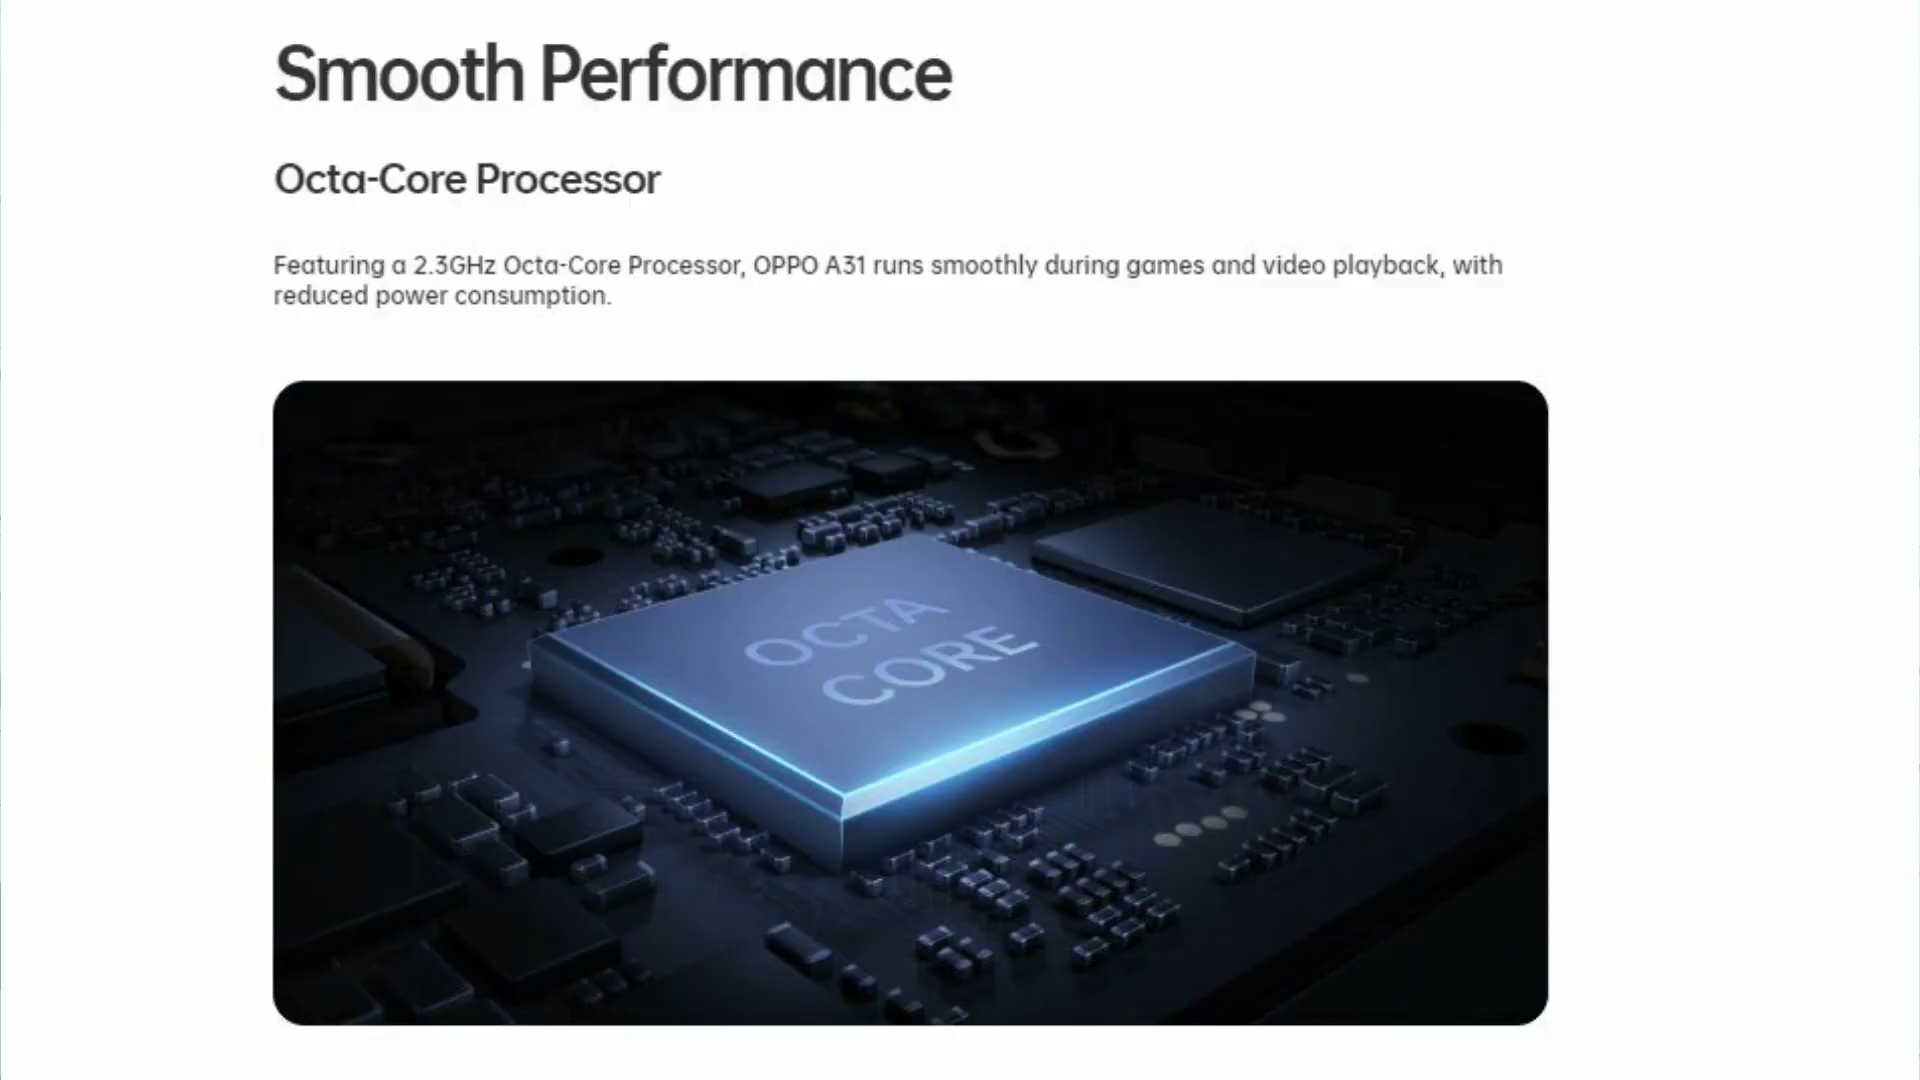 Smooth Performance
Octa-Core Processor
Featuring a 2.3GHz Octa-Core Processor, OPPO A31 runs smoothly during games and video playback, with
reduced power consumption.
OCTA
CORE